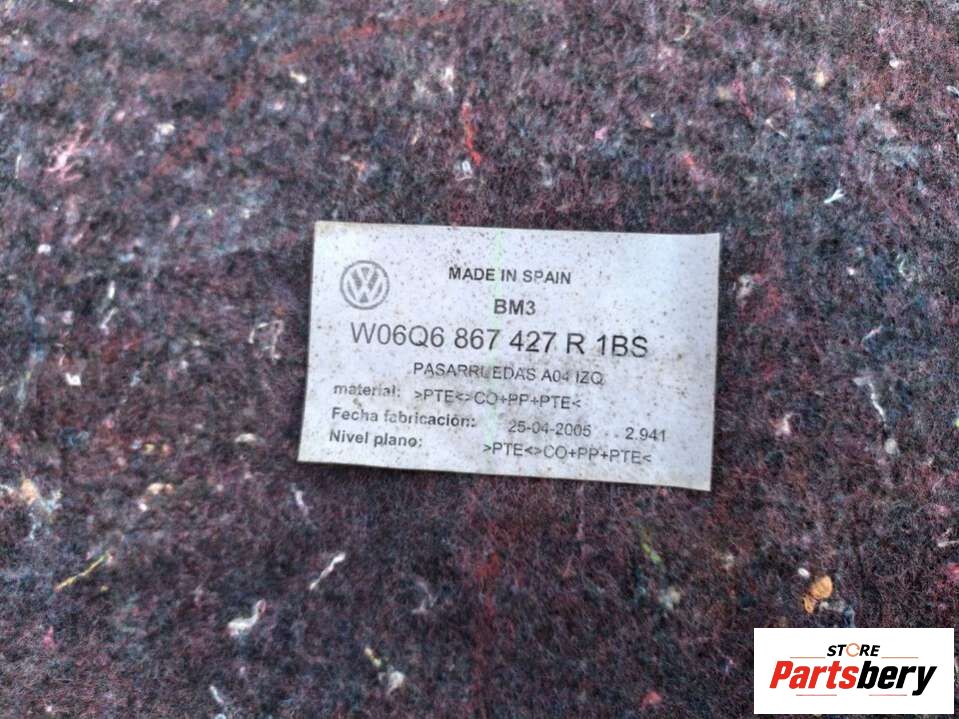 MADE IN SPAIN
BM3
W06Q6 867 427 R 1BS
PASARRUEDAS A04 IZQ
material: >PTE<>CO+PP+PTE<
Fecha fabricación: 25-04-2005 .. 2.941
Nivel plano: >PTE<>CO+PP+PTE<
STORE
Partsbery